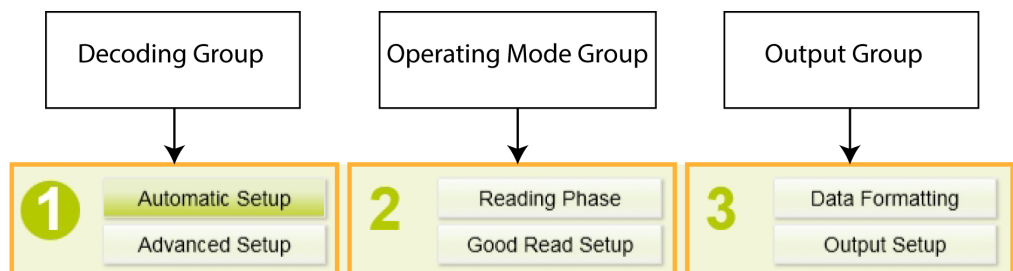 Decoding Group
Operating Mode Group
Output Group
1
Automatic Setup
Advanced Setup
2
Reading Phase
Good Read Setup
3
Data Formatting
Output Setup